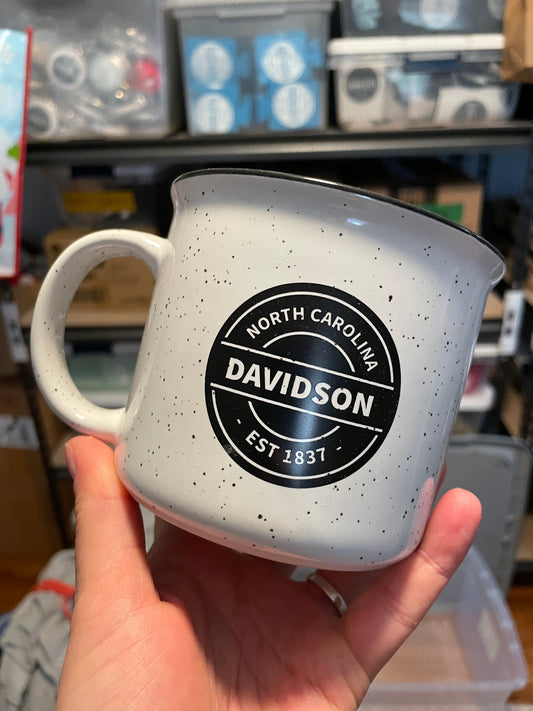 NORTH CAROLINA
DAVIDSON
- EST 1837 -